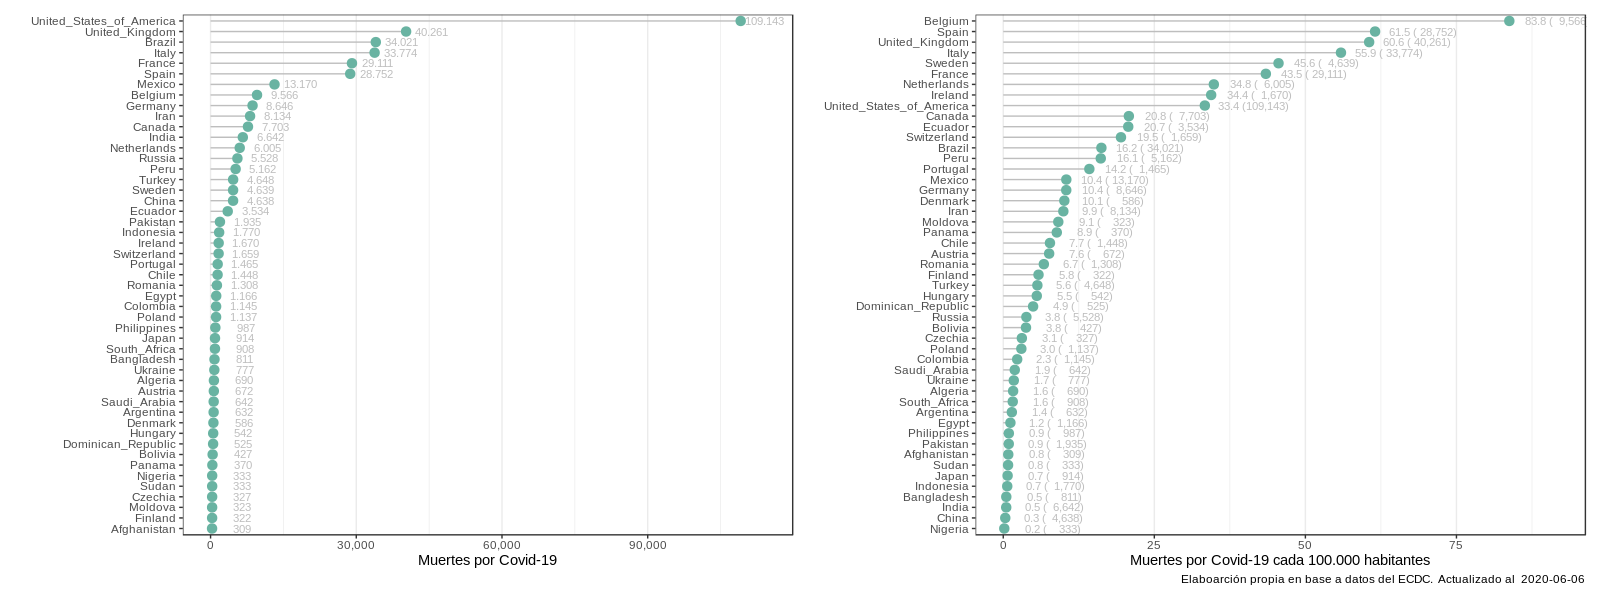 United_States_of_America 109.143
United_Kingdom 40.261
Brazil 34.021
Italy 33.774
France 29.111
Spain 28.752
Mexico 13.170
Belgium 9.566
Germany 8.646
Iran 8.134
Canada 7.703
India 6.642
Netherlands 6.005
Russia 5.528
Peru 5.162
Turkey 4.648
Sweden 4.639
China 4.638
Ecuador 3.534
Pakistan 1.935
Indonesia 1.770
Ireland 1.670
Switzerland 1.659
Portugal 1.465
Chile 1.448
Romania 1.308
Egypt 1.166
Colombia 1.145
Poland 1.137
Philippines 987
Japan 914
South_Africa 908
Bangladesh 811
Ukraine 777
Algeria 690
Austria 672
Saudi_Arabia 642
Argentina 632
Denmark 586
Hungary 542
Dominican_Republic 525
Bolivia 427
Panama 370
Nigeria 333
Sudan 333
Czechia 327
Moldova 323
Finland 322
Afghanistan 309
0 30,000 60,000 90,000
Muertes por Covid-19
Belgium 83.8 ( 9,566
Spain 61.5 ( 28,752)
United_Kingdom 60.6 ( 40,261)
Italy 55.9 ( 33,774)
Sweden 45.6 ( 4,639)
France 43.5 ( 29,111)
Netherlands 34.8 ( 6,005)
Ireland 34.4 ( 1,670)
United_States_of_America 33.4 (109,143)
Canada 20.8 ( 7,703)
Ecuador 20.7 ( 3,534)
Switzerland 19.5 ( 1,659)
Brazil 16.2 ( 34,021)
Peru 16.1 ( 5,162)
Portugal 14.2 ( 1,465)
Mexico 10.4 ( 13,170)
Germany 10.4 ( 8,646)
Denmark 10.1 ( 586)
Iran 9.9 ( 8,134)
Moldova 9.1 ( 323)
Panama 8.9 ( 370)
Chile 7.7 ( 1,448)
Austria 7.6 ( 672)
Romania 6.7 ( 1,308)
Finland 5.8 ( 322)
Turkey 5.6 ( 4,648)
Hungary 5.5 ( 542)
Dominican_Republic 4.9 ( 525)
Russia 3.8 ( 5,528)
Bolivia 3.8 ( 427)
Czechia 3.1 ( 327)
Poland 3.0 ( 1,137)
Colombia 2.3 ( 1,145)
Saudi_Arabia 1.9 ( 642)
Ukraine 1.7 ( 777)
Algeria 1.6 ( 690)
South_Africa 1.6 ( 908)
Argentina 1.4 ( 632)
Egypt 1.2 ( 1,166)
Philippines 0.9 ( 987)
Pakistan 0.9 ( 1,935)
Afghanistan 0.8 ( 309)
Sudan 0.8 ( 333)
Japan 0.7 ( 914)
Indonesia 0.7 ( 1,770)
Bangladesh 0.5 ( 811)
India 0.5 ( 6,642)
China 0.3 ( 4,638)
Nigeria 0.2 ( 333)
0 25 50 75
Muertes por Covid-19 cada 100.000 habitantes
Elaboarción propia en base a datos del ECDC. Actualizado al 2020-06-06